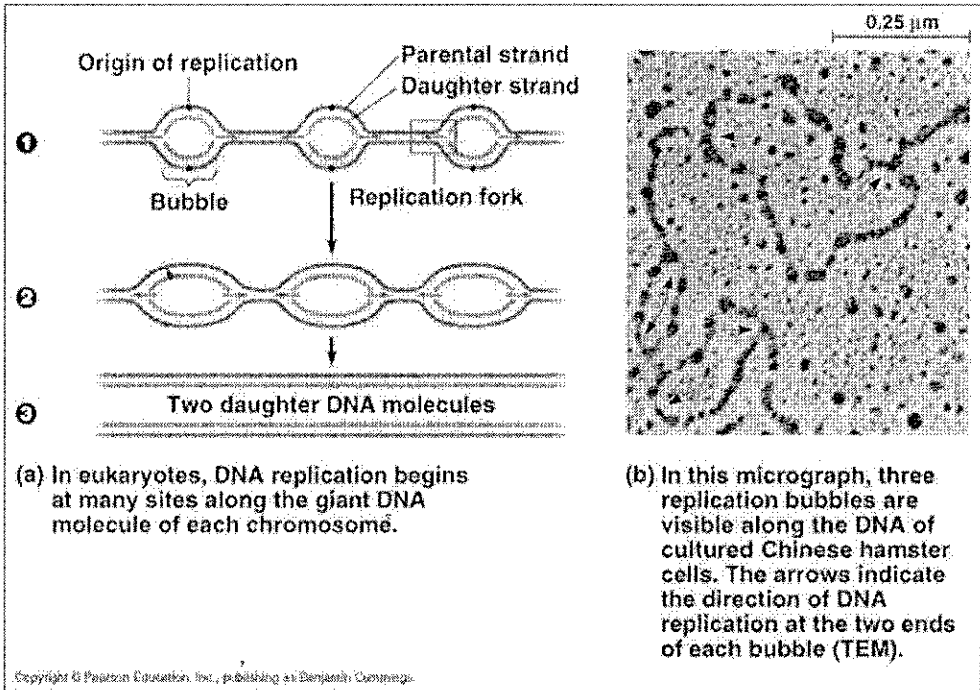 0.25 μm
Origin of replication
Parental strand
Daughter strand
1
Bubble
Replication fork
2
3
Two daughter DNA molecules
(a) In eukaryotes, DNA replication begins
at many sites along the giant DNA
molecule of each chromosome.
(b) In this micrograph, three
replication bubbles are
visible along the DNA of
cultured Chinese hamster
cells. The arrows indicate
the direction of DNA
replication at the two ends
of each bubble (TEM).
Copyright © Pearson Education, Inc., publishing as Benjamin Cummings.